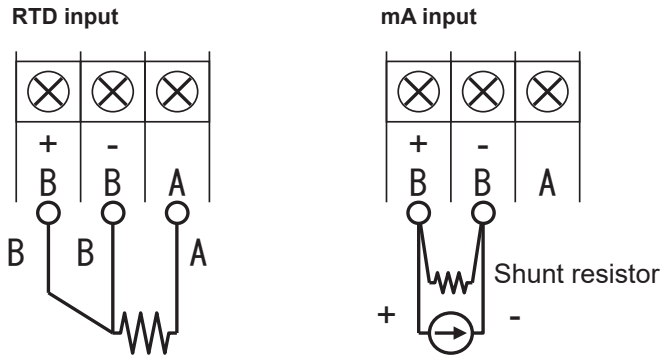 RTD input
+ -
B B A
B B A
mA input
+ -
B B A
Shunt resistor
+ -